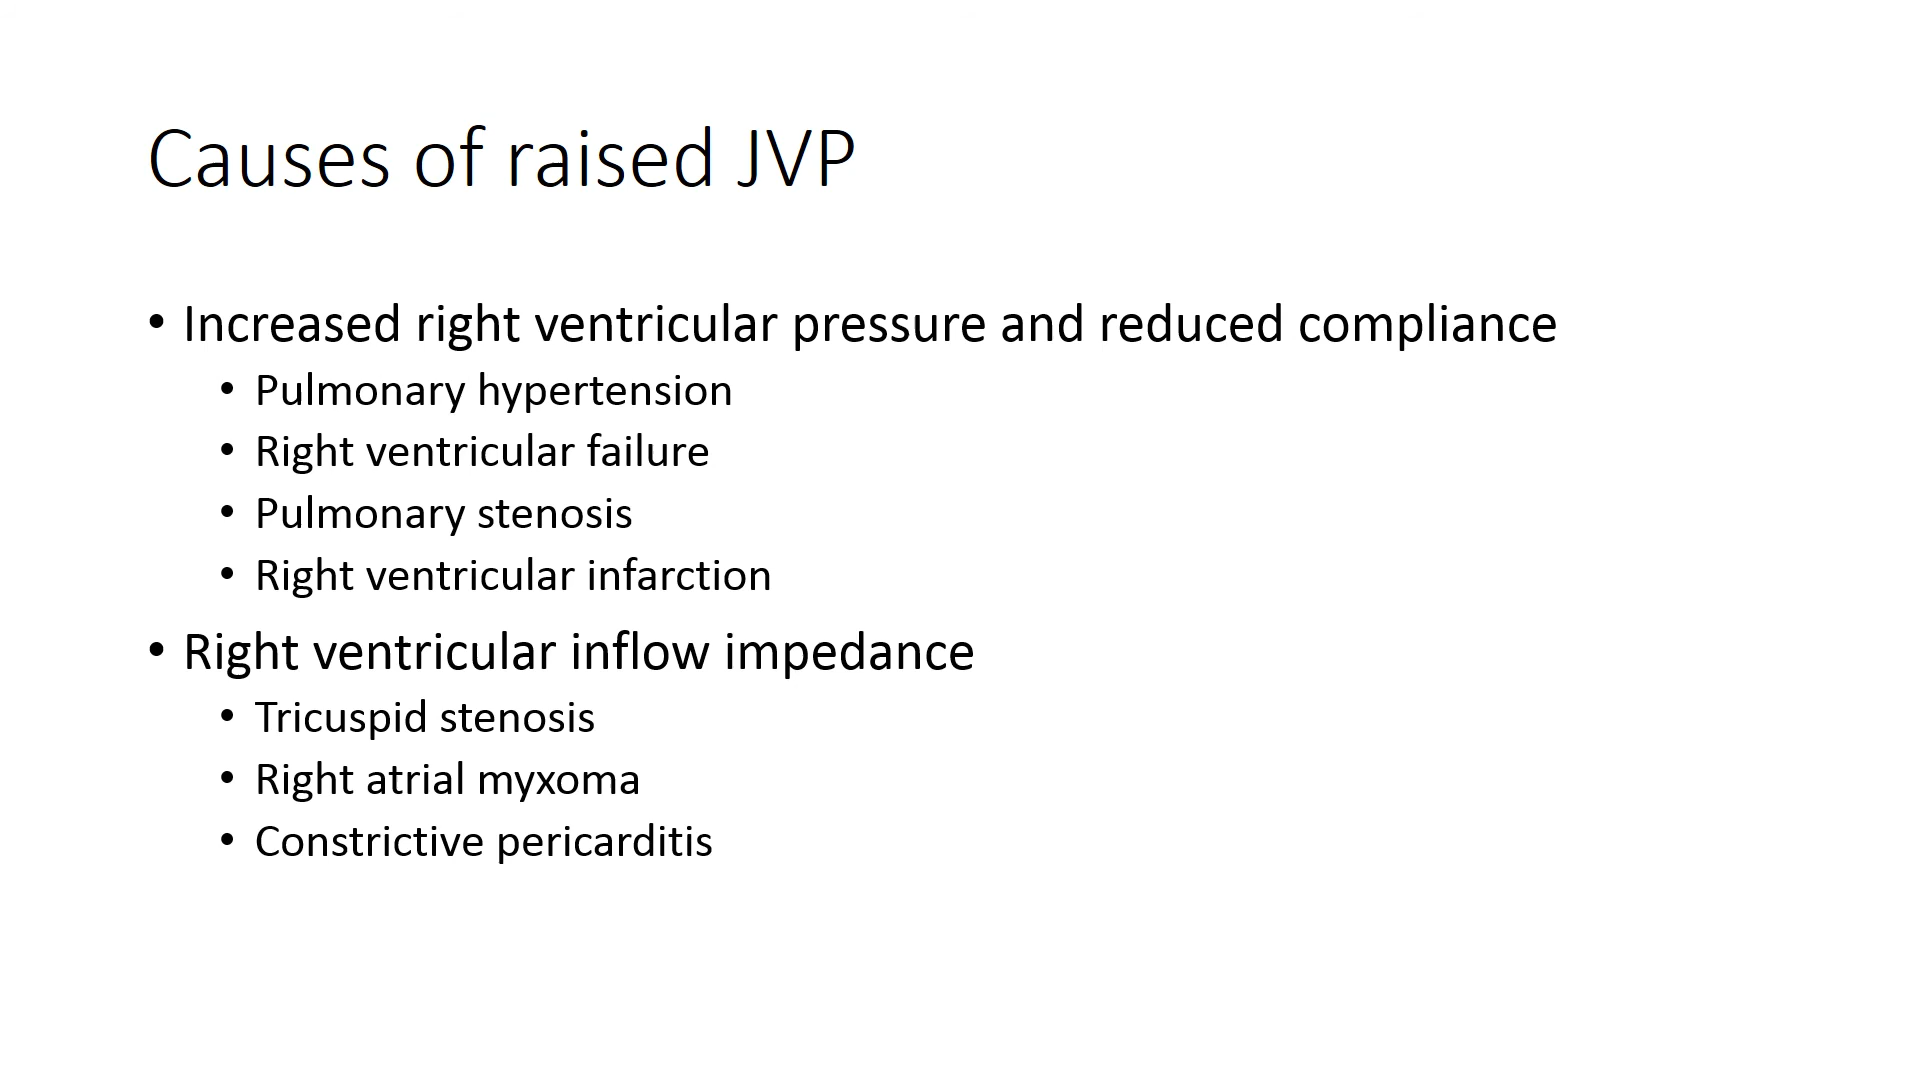 Causes of raised JVP
• Increased right ventricular pressure and reduced compliance
• Pulmonary hypertension
• Right ventricular failure
• Pulmonary stenosis
• Right ventricular infarction
• Right ventricular inflow impedance
• Tricuspid stenosis
• Right atrial myxoma
• Constrictive pericarditis